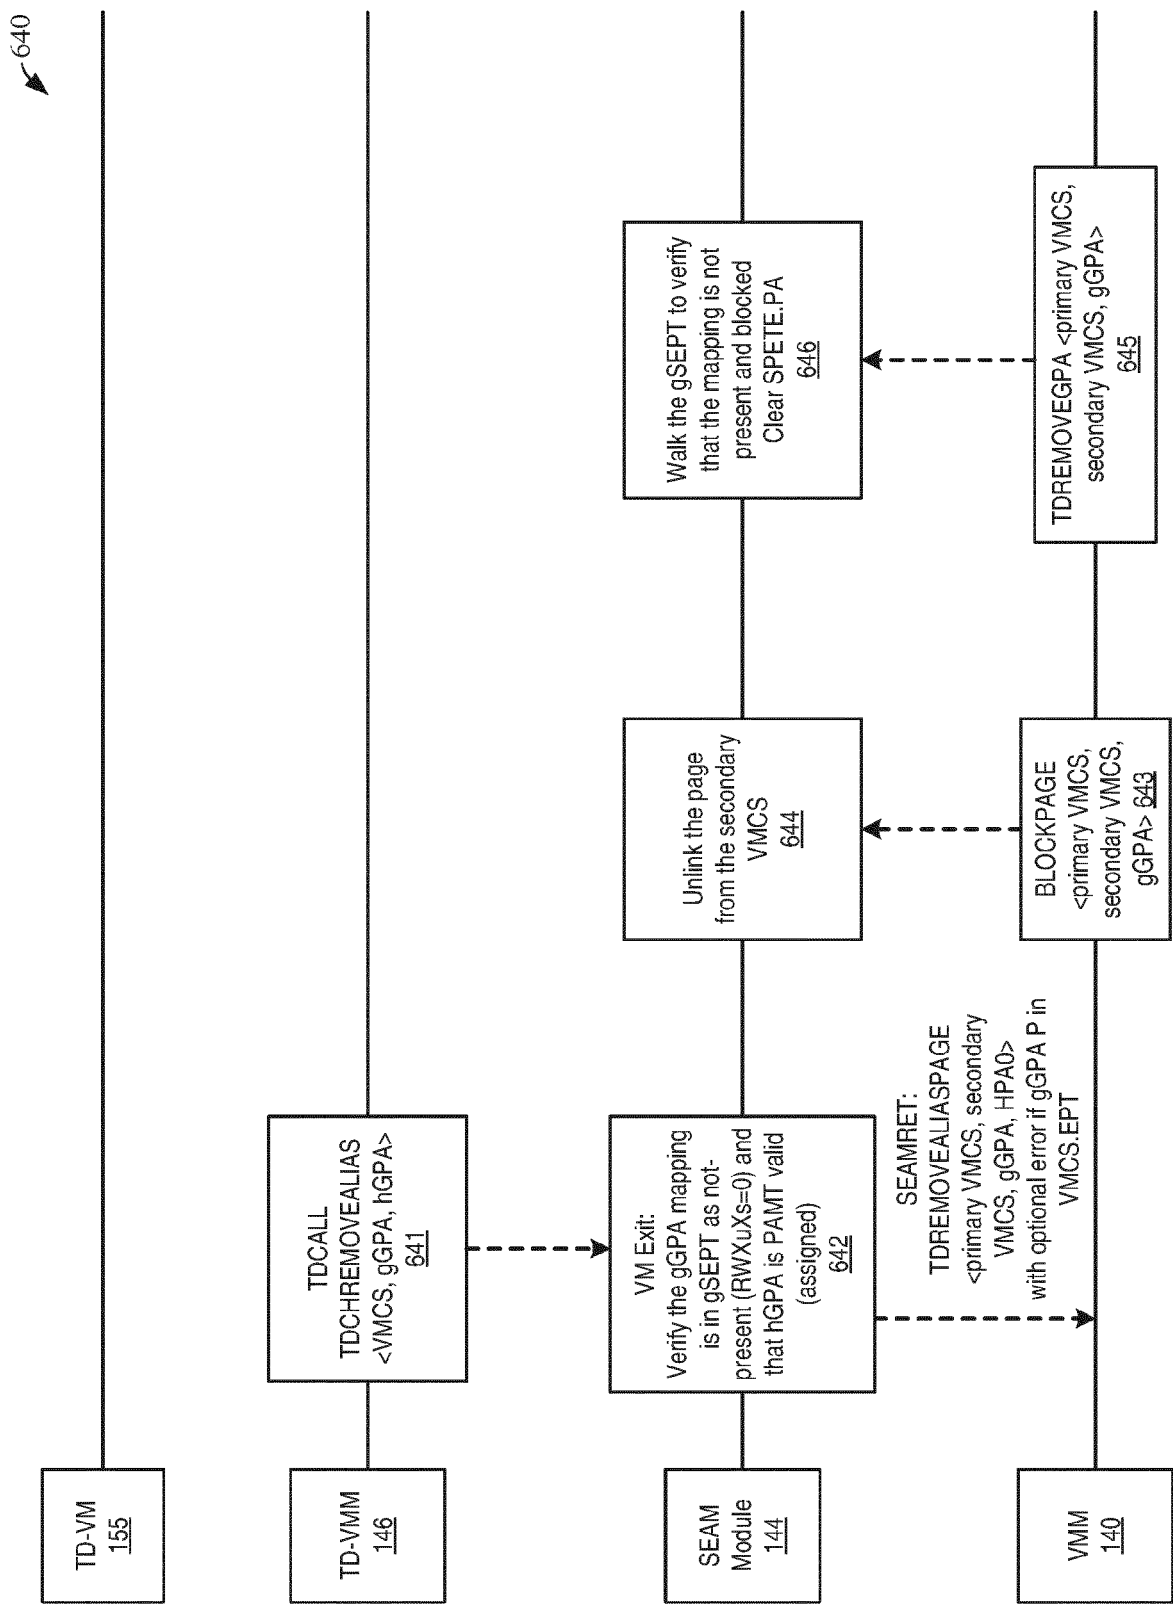 640
TD-VM
155
TD-VMM
146
SEAM
Module
144
VMM
140
TDCALL
TDCHREMOVEALIAS
<VMCS, gGPA, hGPA>
641
VM Exit:
Verify the gGPA mapping
is in gSEPT as not-
present (RWXuXs=0) and
that hGPA is PAMT valid
(assigned)
642
SEAMRET:
TDREMOVEALIASPAGE
<primary VMCS, secondary
VMCS, gGPA, HPA0>
with optional error if gGPA P in
VMCS.EPT
BLOCKPAGE
<primary VMCS,
secondary VMCS,
gGPA> 643
Unlink the page
from the secondary
VMCS
644
TDREMOVEGPA <primary VMCS,
secondary VMCS, gGPA>
645
Walk the gSEPT to verify
that the mapping is not
present and blocked
Clear SPETE.PA
646